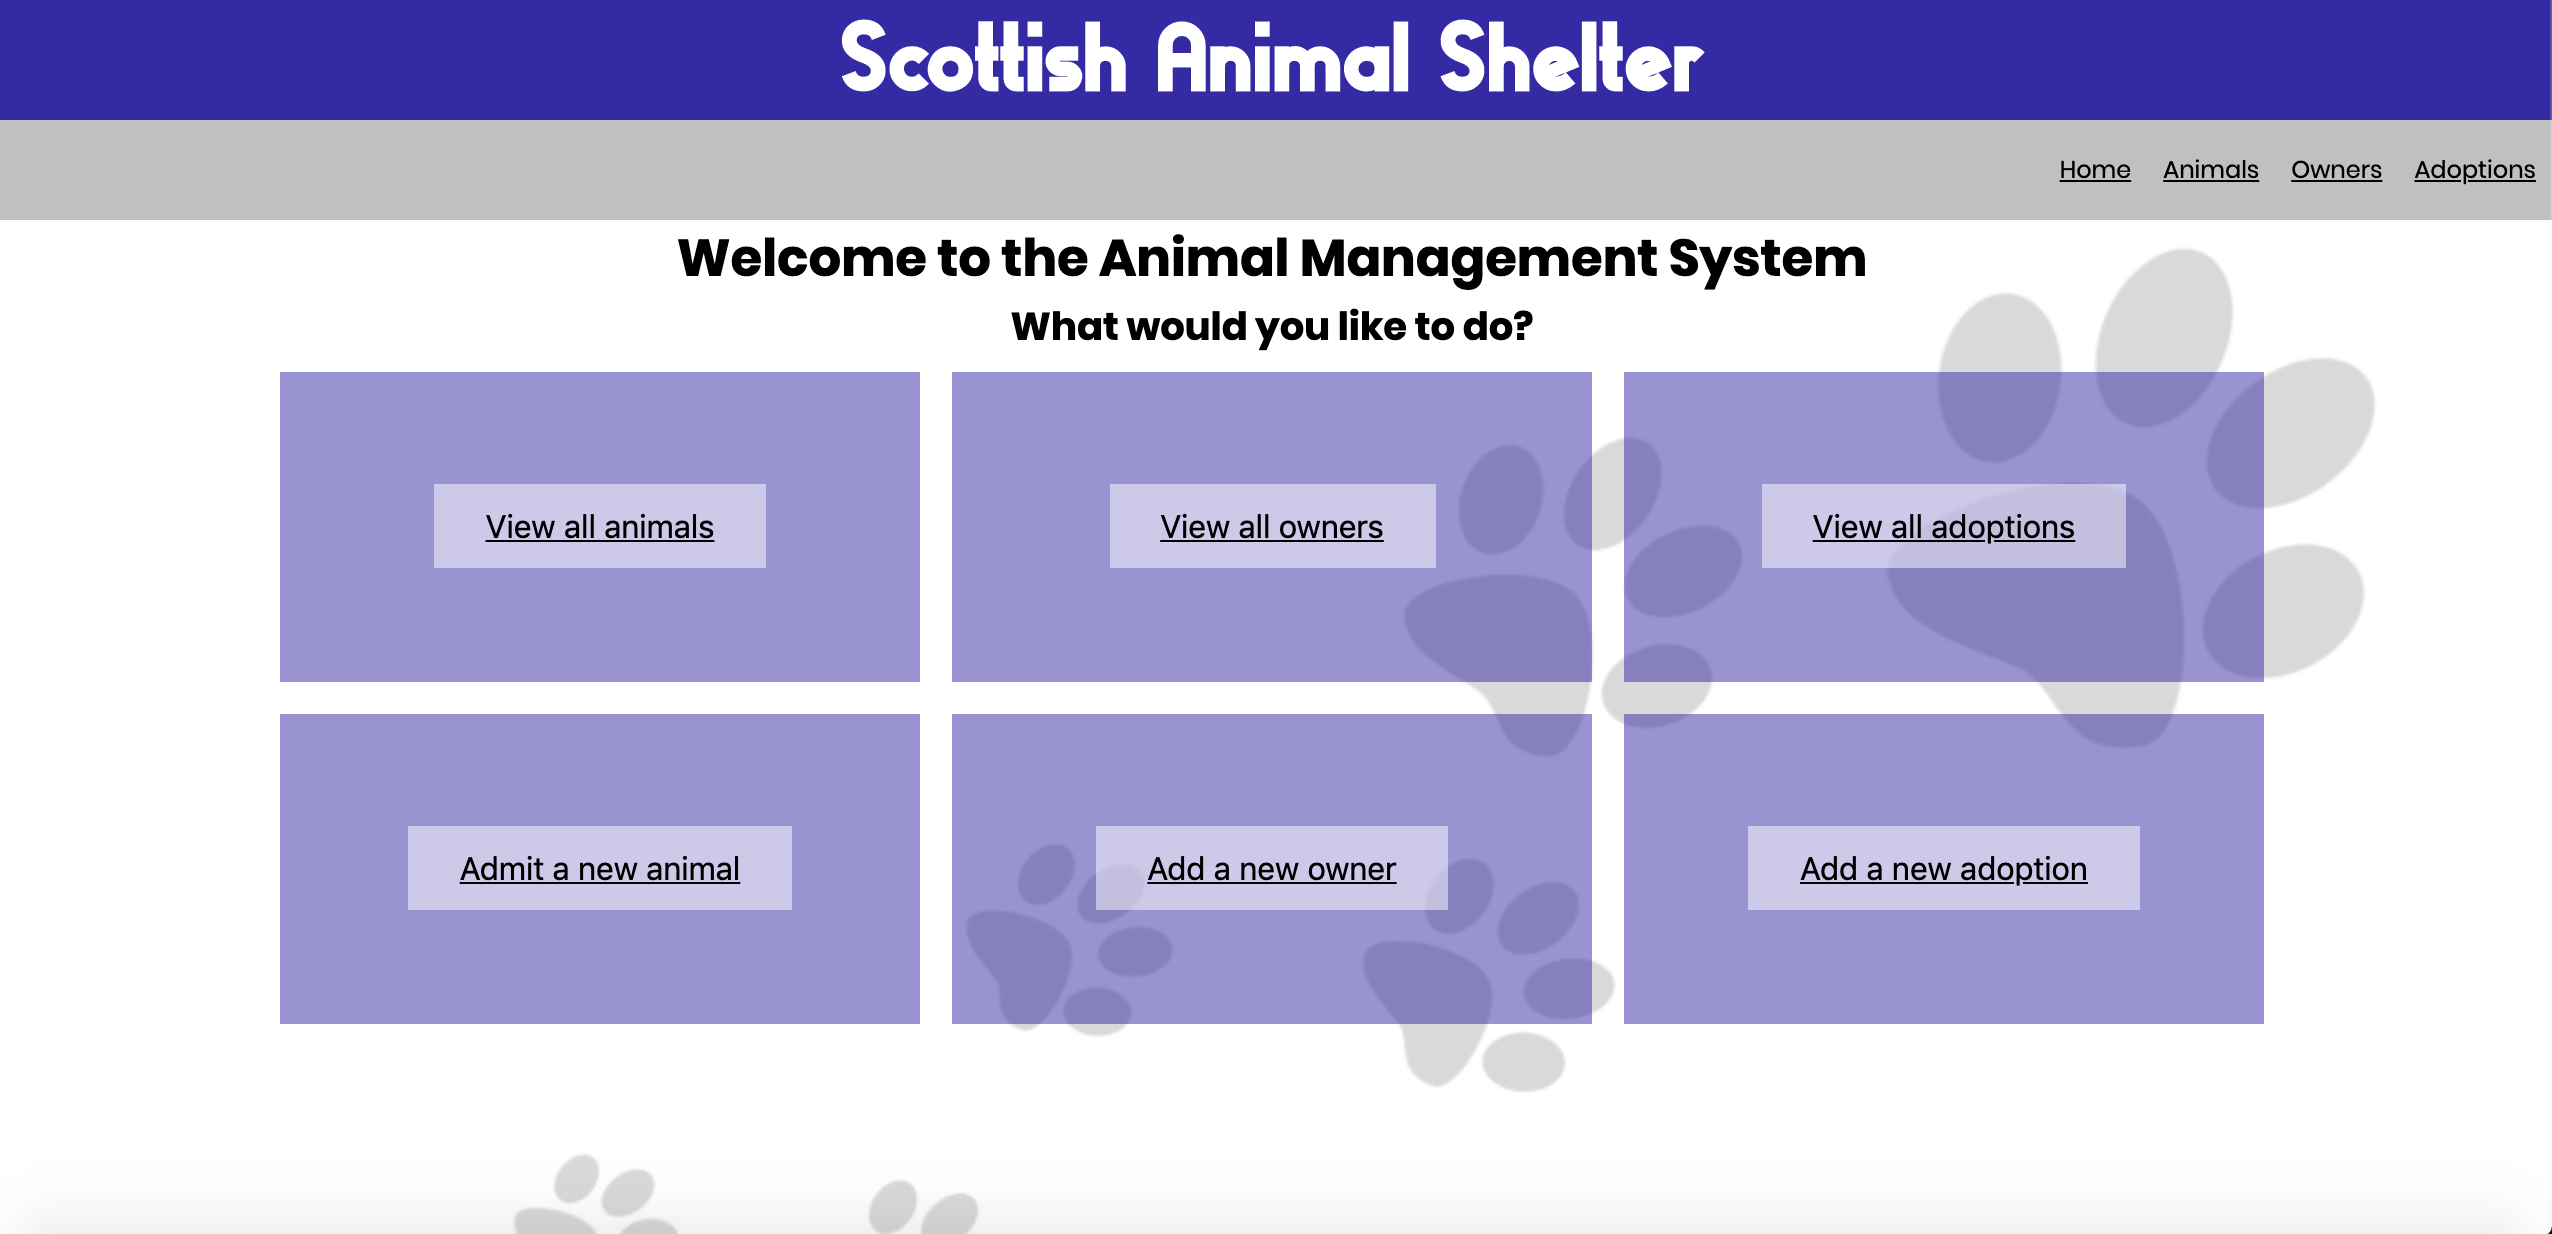 Scottish Animal Shelter
Home Animals Owners Adoptions
Welcome to the Animal Management System
What would you like to do?
View all animals
View all owners
View all adoptions
Admit a new animal
Add a new owner
Add a new adoption